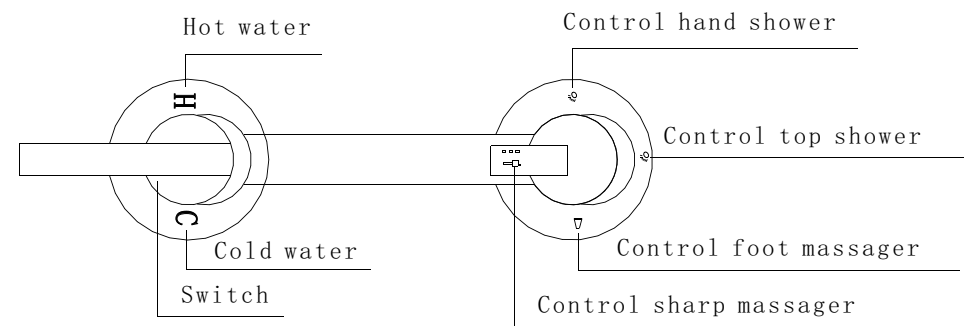 Control hand shower
Hot water
H
Control top shower
C
Cold water
Control foot massager
Switch
Control sharp massager